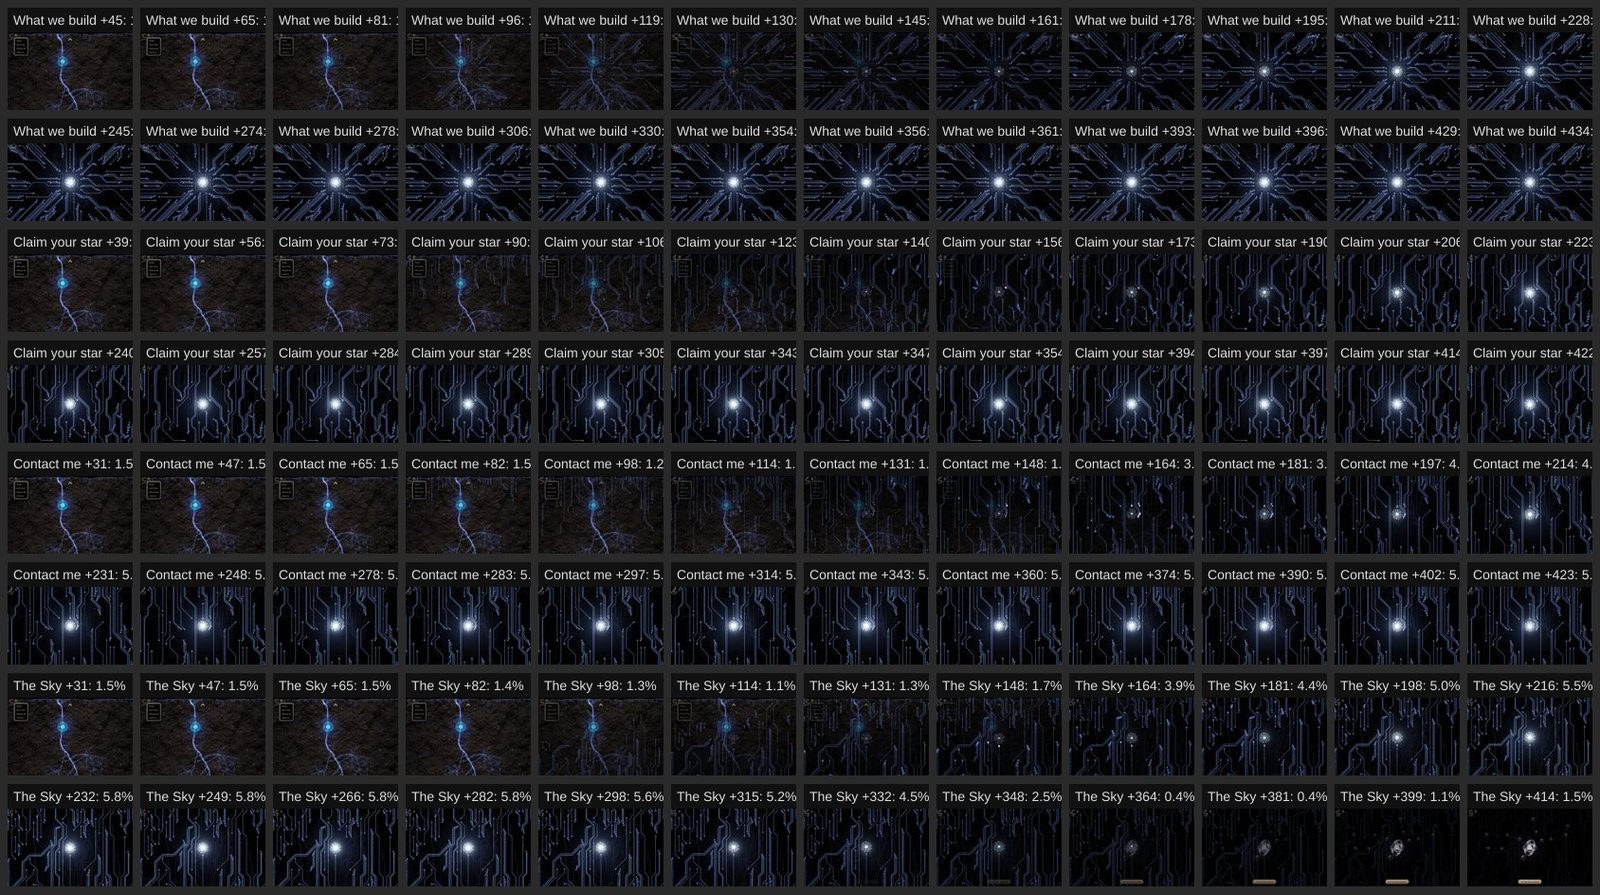 What we build +45: What we build +65: What we build +81: What we build +96: What we build +119: What we build +130: What we build +145: What we build +161: What we build +178: What we build +195: What we build +211: What we build +228:
What we build +245: What we build +274: What we build +278: What we build +306: What we build +330: What we build +354: What we build +356: What we build +361: What we build +393: What we build +396: What we build +429: What we build +434:
Claim your star +39: Claim your star +56: Claim your star +73: Claim your star +90: Claim your star +106 Claim your star +123 Claim your star +140 Claim your star +156 Claim your star +173 Claim your star +190 Claim your star +206 Claim your star +223
Claim your star +240 Claim your star +257 Claim your star +284 Claim your star +289 Claim your star +305 Claim your star +343 Claim your star +347 Claim your star +354 Claim your star +394 Claim your star +397 Claim your star +414 Claim your star +422
Contact me +31: 1.5 Contact me +47: 1.5 Contact me +65: 1.5 Contact me +82: 1.5 Contact me +98: 1.2 Contact me +114: 1. Contact me +131: 1. Contact me +148: 1. Contact me +164: 3. Contact me +181: 3. Contact me +197: 4. Contact me +214: 4.
Contact me +231: 5. Contact me +248: 5. Contact me +278: 5. Contact me +283: 5. Contact me +297: 5. Contact me +314: 5. Contact me +343: 5. Contact me +360: 5. Contact me +374: 5. Contact me +390: 5. Contact me +402: 5. Contact me +423: 5.
The Sky +31: 1.5% The Sky +47: 1.5% The Sky +65: 1.5% The Sky +82: 1.4% The Sky +98: 1.3% The Sky +114: 1.1% The Sky +131: 1.3% The Sky +148: 1.7% The Sky +164: 3.9% The Sky +181: 4.4% The Sky +198: 5.0% The Sky +216: 5.5%
The Sky +232: 5.8% The Sky +249: 5.8% The Sky +266: 5.8% The Sky +282: 5.8% The Sky +298: 5.6% The Sky +315: 5.2% The Sky +332: 4.5% The Sky +348: 2.5% The Sky +364: 0.4% The Sky +381: 0.4% The Sky +399: 1.1% The Sky +414: 1.5%